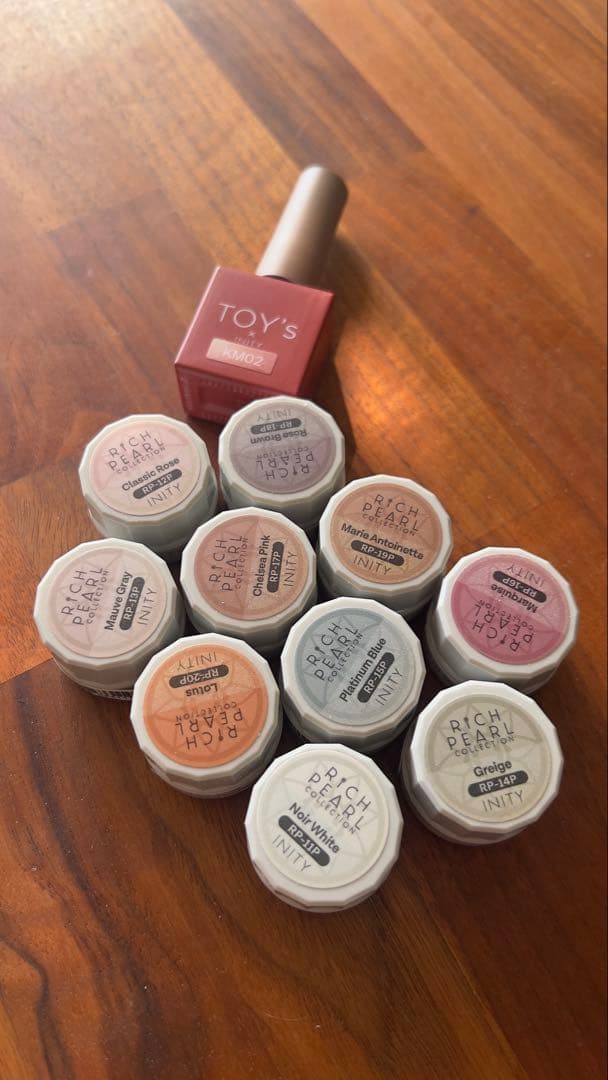 TOY's
×
INITY
KM02
RICH
PEARL
COLLECTION
Classic Rose
RP-12P
INITY
RICH
PEARL
COLLECTION
Rose Brown
RP-18P
INITY
RICH
PEARL
COLLECTION
Marie Antoinette
RP-19P
INITY
RICH
PEARL
COLLECTION
Chelsea Pink
RP-17P
INITY
RICH
PEARL
COLLECTION
Mauve Gray
RP-13P
INITY
RICH
PEARL
COLLECTION
Marquise
RP-16P
INITY
RICH
PEARL
COLLECTION
Platinum Blue
RP-15P
INITY
RICH
PEARL
COLLECTION
Lotus
RP-20P
INITY
RICH
PEARL
COLLECTION
Greige
RP-14P
INITY
RICH
PEARL
COLLECTION
Noir White
RP-11P
INITY